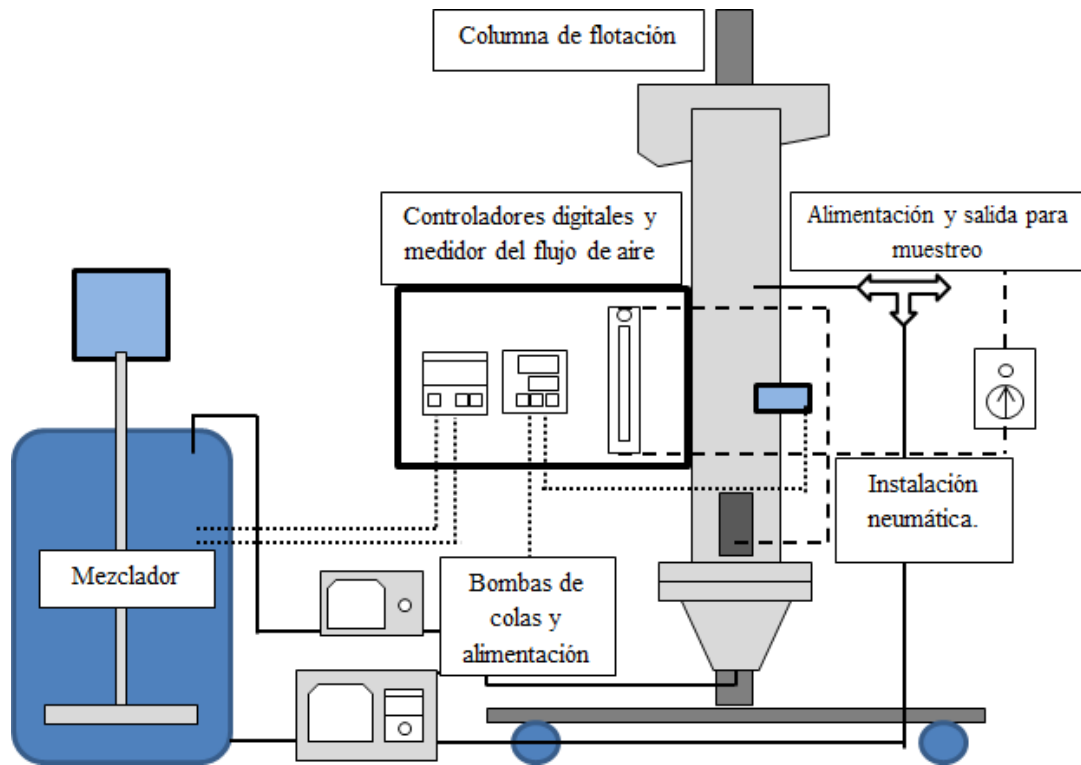 Columna de flotación
Controladores digitales y
medidor del flujo de aire
Alimentación y salida para
muestreo
Instalación
neumática.
Mezclador
Bombas de
colas y
alimentación